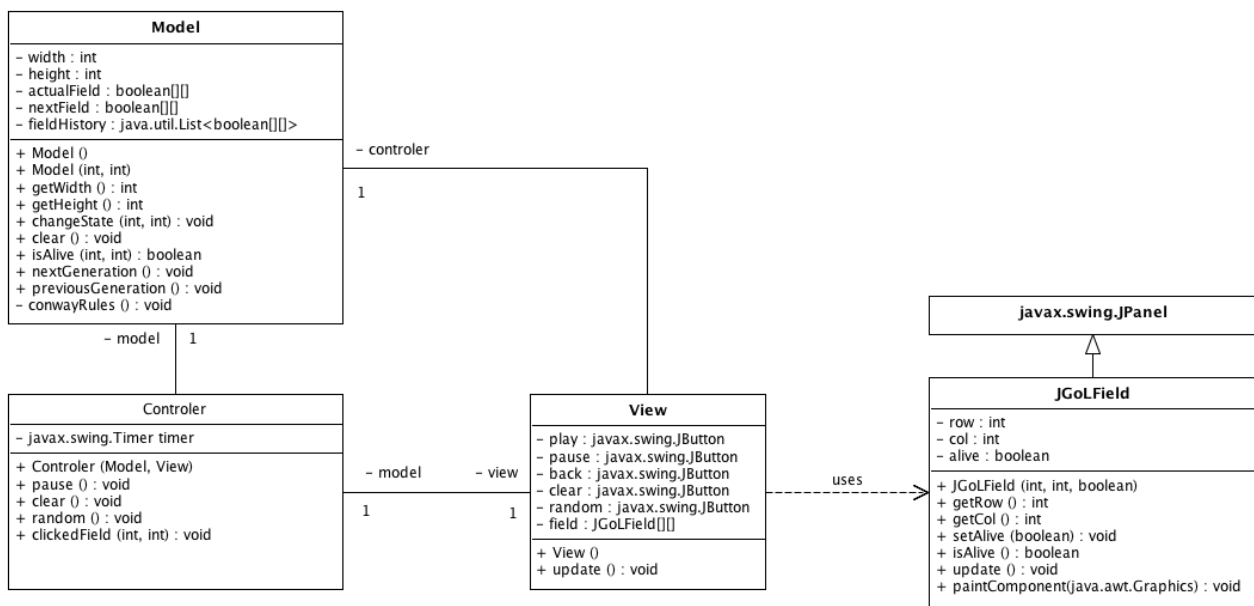 Model
- width : int
- height : int
- actualField : boolean[][]
- nextField : boolean[][]
- fieldHistory : java.util.List<boolean[][]>
+ Model ()
+ Model (int, int)
+ getWidth () : int
+ getHeight () : int
+ changeState (int, int) : void
+ clear () : void
+ isAlive (int, int) : boolean
+ nextGeneration () : void
+ previousGeneration () : void
- conwayRules () : void
- controler
1
- model
1
Controler
- javax.swing.Timer timer
+ Controler (Model, View)
+ pause () : void
+ clear () : void
+ random () : void
+ clickedField (int, int) : void
- model
1
- view
1
View
- play : javax.swing.JButton
- pause : javax.swing.JButton
- back : javax.swing.JButton
- clear : javax.swing.JButton
- random : javax.swing.JButton
- field : JGoLField[][]
+ View ()
+ update () : void
uses
javax.swing.JPanel
JGoLField
- row : int
- col : int
- alive : boolean
+ JGoLField (int, int, boolean)
+ getRow () : int
+ getCol () : int
+ setAlive (boolean) : void
+ isAlive () : boolean
+ update () : void
+ paintComponent(java.awt.Graphics) : void